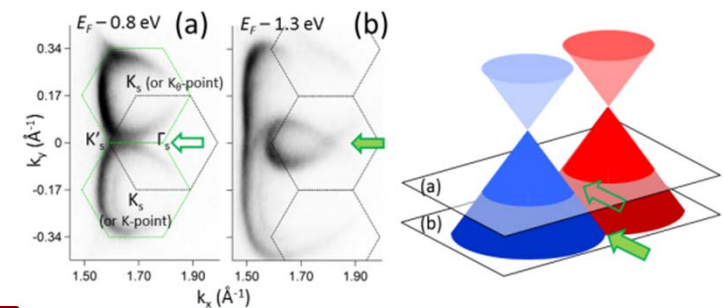 E_F – 0.8 eV (a)
E_F – 1.3 eV (b)
0.34
0.17
0
-0.17
-0.34
k_y (Å⁻¹)
K_s (or K_θ-point)
K'_s
Γ_s
K_s
(or K-point)
1.50 1.70 1.90
1.50 1.70 1.90
k_x (Å⁻¹)
(a)
(b)